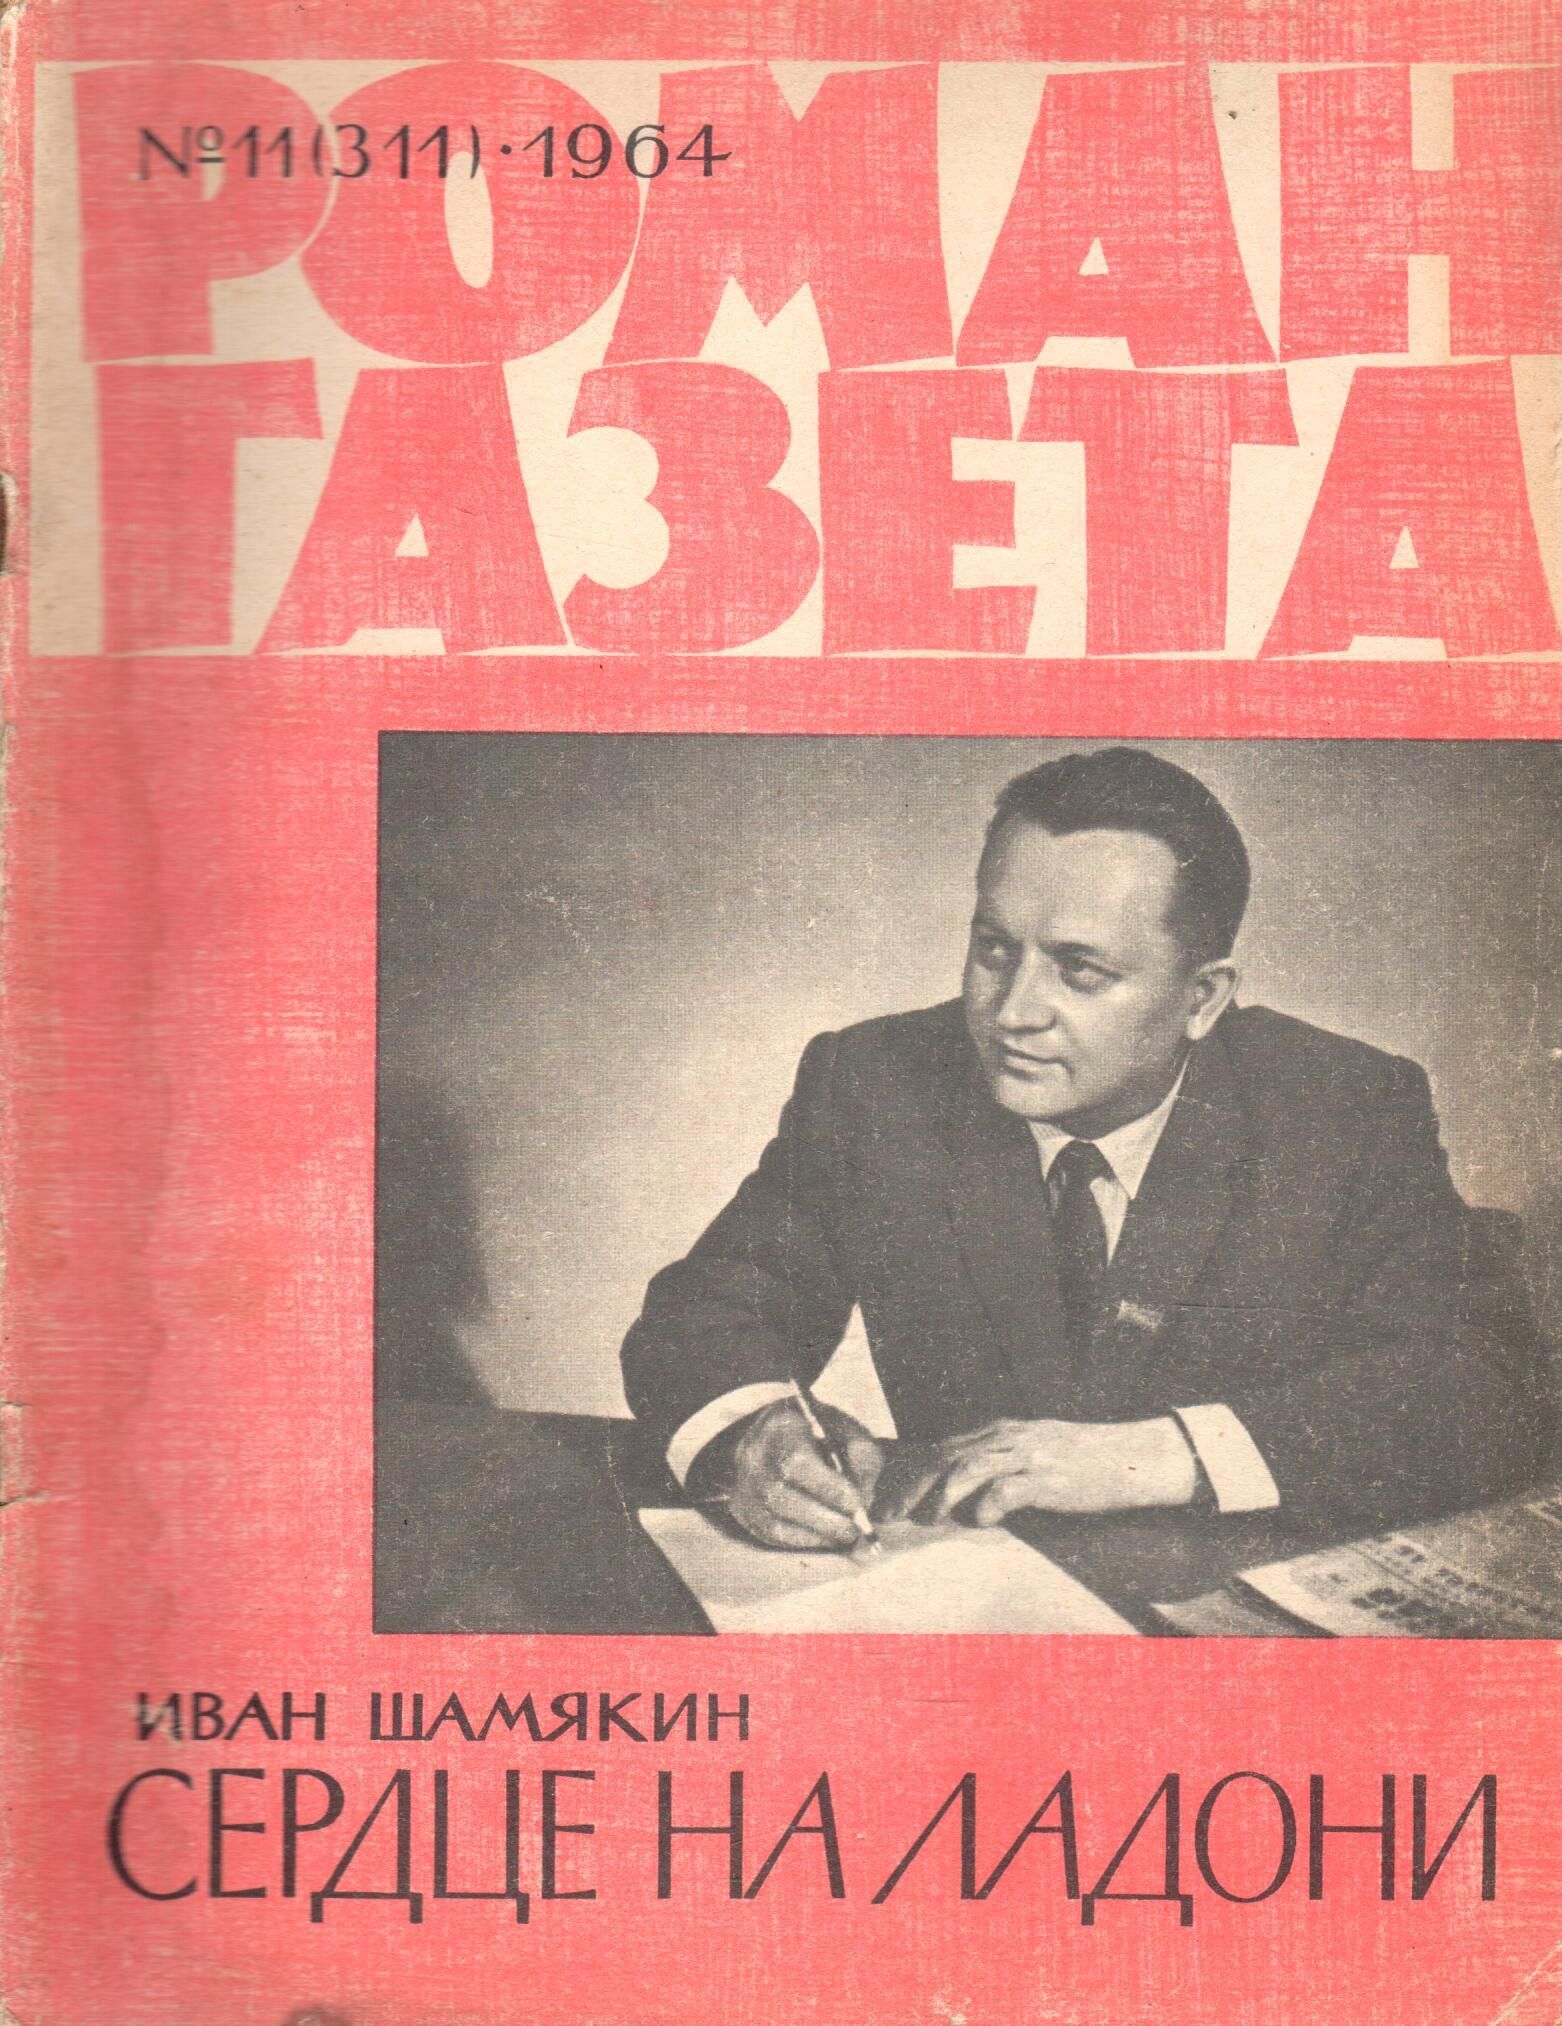 РОМАН
№11(311)·1964
ГАЗЕТА
ИВАН ШАМЯКИН
СЕРДЦЕ НА ЛАДОНИ